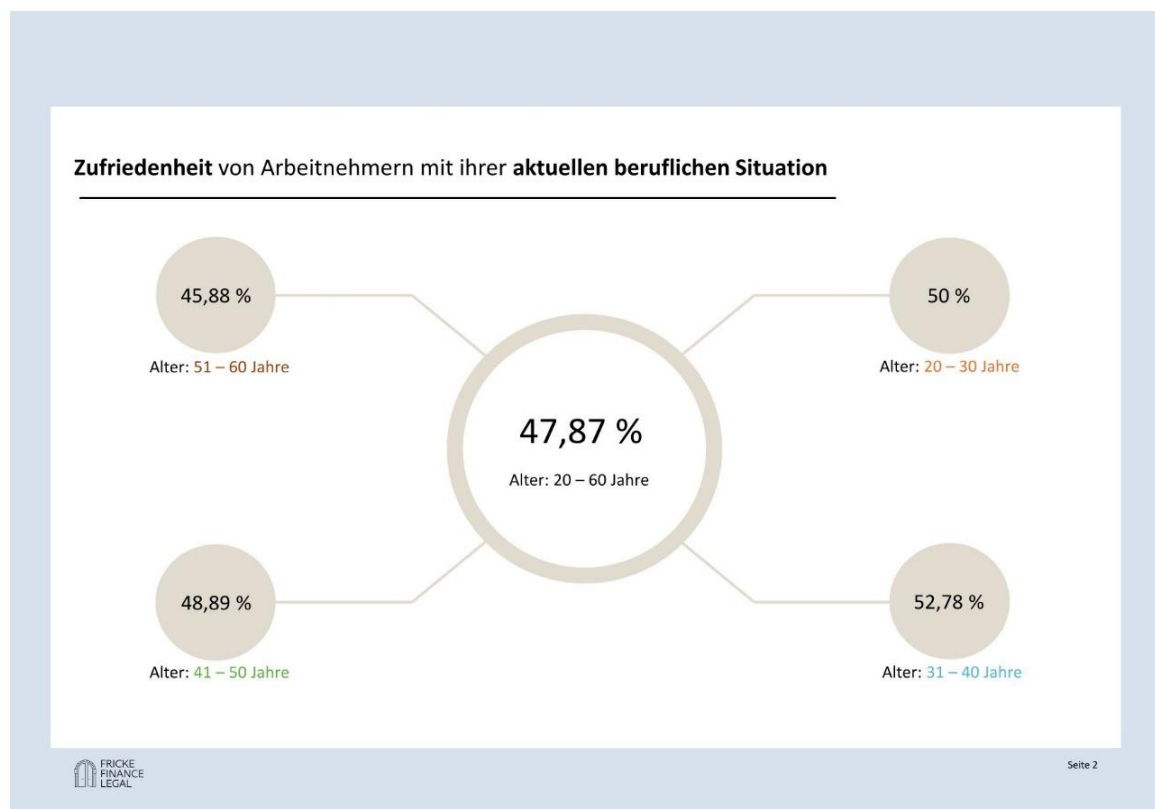 Zufriedenheit von Arbeitnehmern mit ihrer aktuellen beruflichen Situation
45,88 %
Alter: 51 – 60 Jahre
50 %
Alter: 20 – 30 Jahre
47,87 %
Alter: 20 – 60 Jahre
48,89 %
Alter: 41 – 50 Jahre
52,78 %
Alter: 31 – 40 Jahre
FRICKE
FINANCE
LEGAL
Seite 2